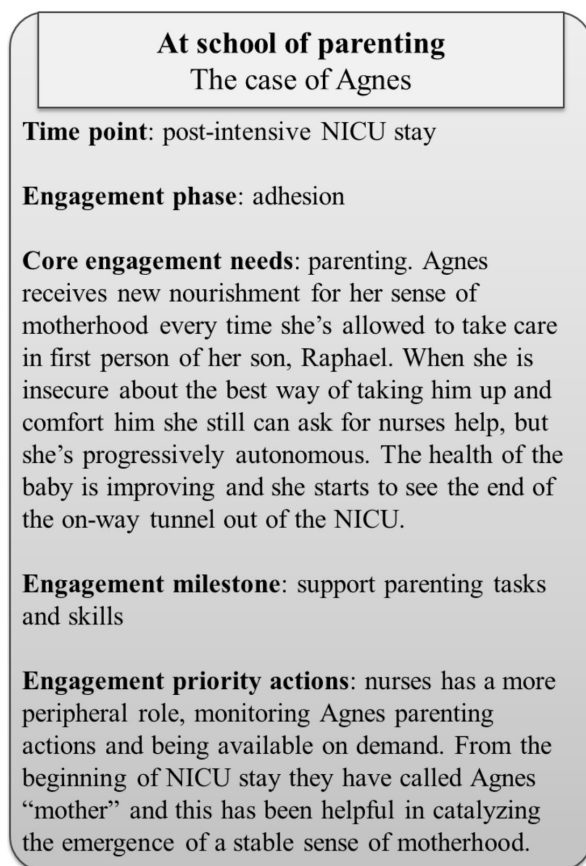 At school of parenting
The case of Agnes
Time point: post-intensive NICU stay
Engagement phase: adhesion
Core engagement needs: parenting. Agnes
receives new nourishment for her sense of
motherhood every time she’s allowed to take care
in first person of her son, Raphael. When she is
insecure about the best way of taking him up and
comfort him she still can ask for nurses help, but
she’s progressively autonomous. The health of the
baby is improving and she starts to see the end of
the on-way tunnel out of the NICU.
Engagement milestone: support parenting tasks
and skills
Engagement priority actions: nurses has a more
peripheral role, monitoring Agnes parenting
actions and being available on demand. From the
beginning of NICU stay they have called Agnes
“mother” and this has been helpful in catalyzing
the emergence of a stable sense of motherhood.